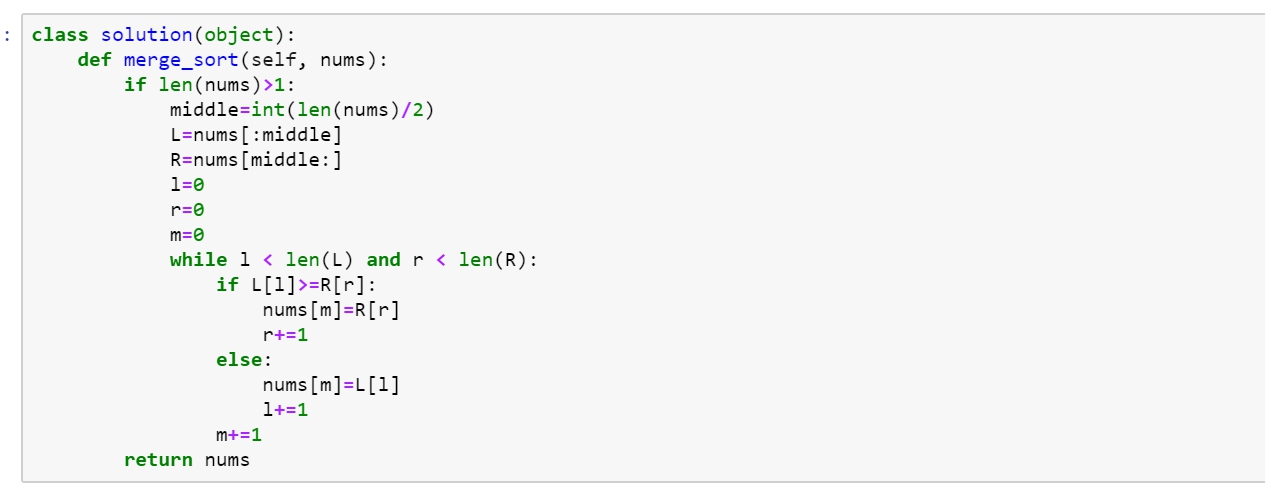 : class solution(object):
    def merge_sort(self, nums):
        if len(nums)>1:
            middle=int(len(nums)/2)
            L=nums[:middle]
            R=nums[middle:]
            l=0
            r=0
            m=0
            while l < len(L) and r < len(R):
                if L[l]>=R[r]:
                    nums[m]=R[r]
                    r+=1
                else:
                    nums[m]=L[l]
                    l+=1
                m+=1
        return nums